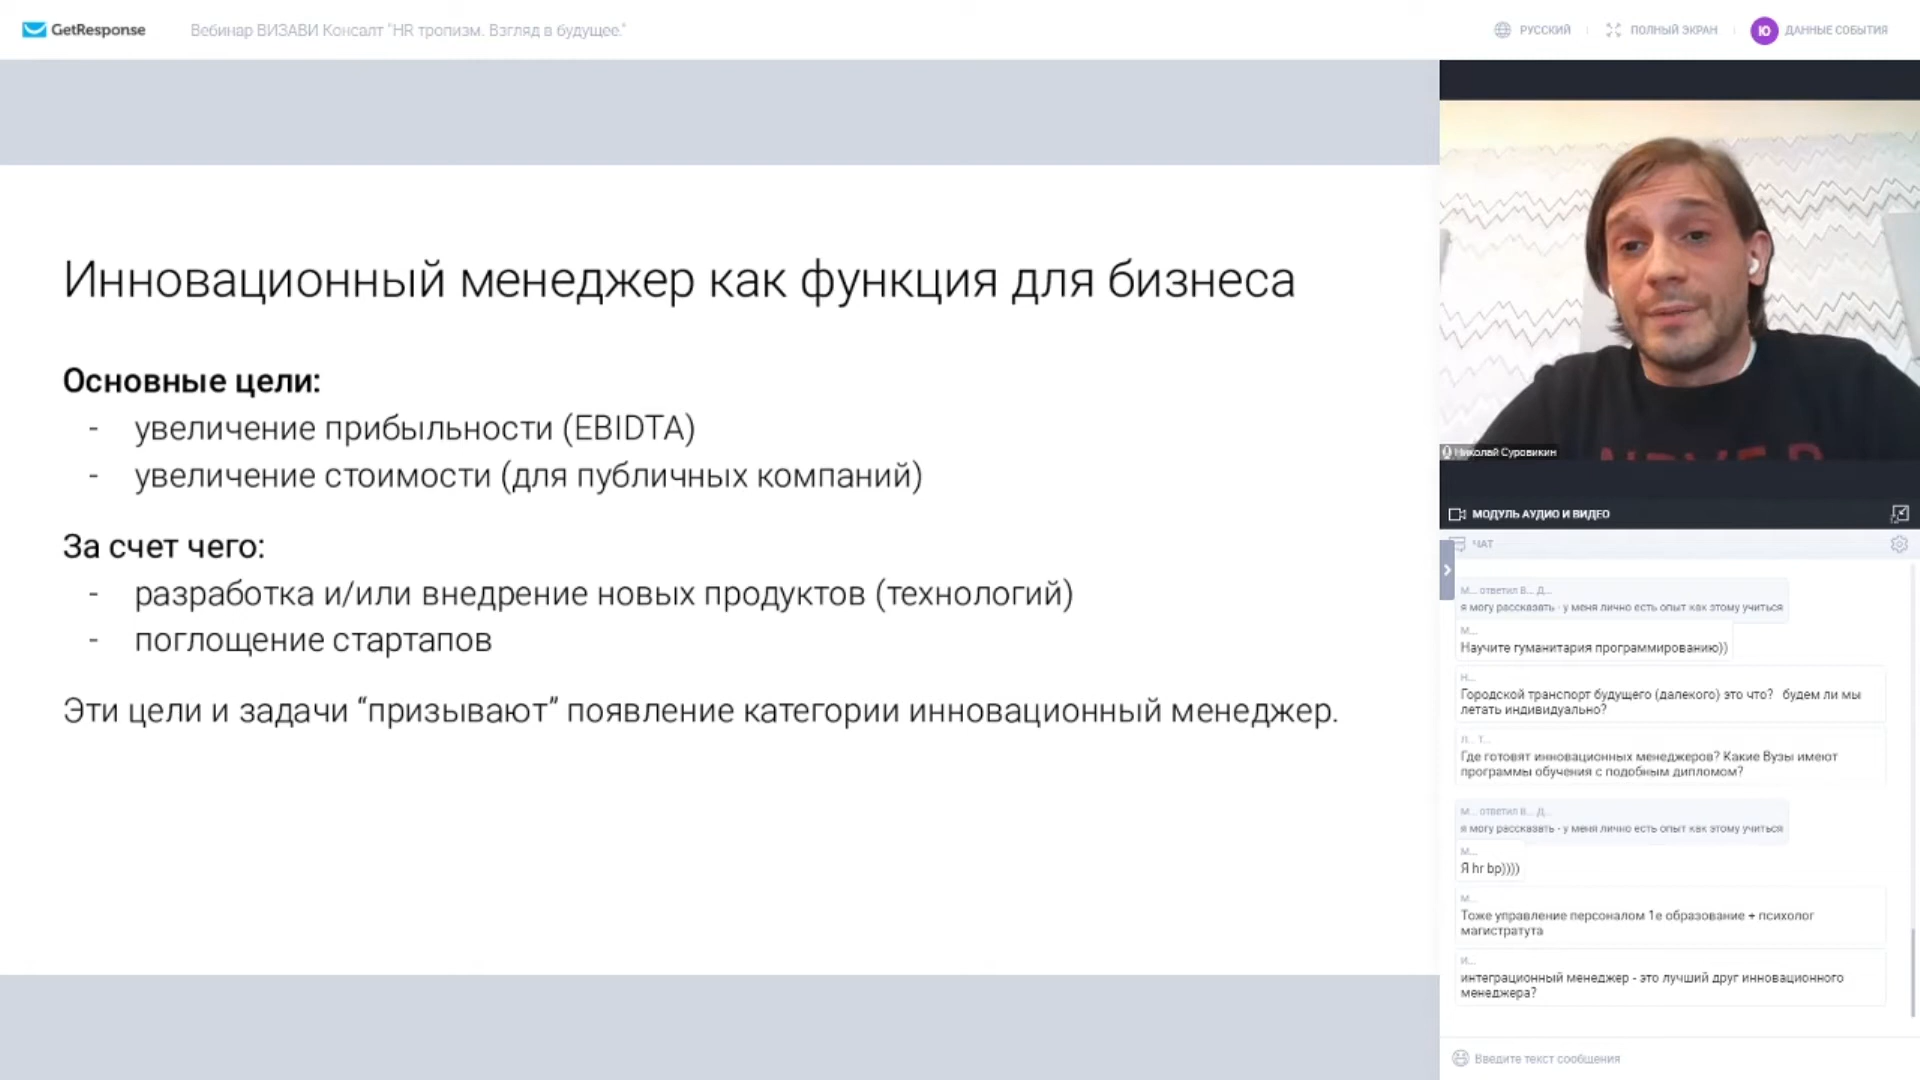 GetResponse
Вебинар ВИЗАВИ Консалт "HR тропизм. Взгляд в будущее."
РУССКИЙ
ПОЛНЫЙ ЭКРАН
Ю
ДАННЫЕ СОБЫТИЯ
Инновационный менеджер как функция для бизнеса
Основные цели:
- увеличение прибыльности (EBIDTA)
- увеличение стоимости (для публичных компаний)
За счет чего:
- разработка и/или внедрение новых продуктов (технологий)
- поглощение стартапов
Эти цели и задачи “призывают” появление категории инновационный менеджер.
Николай Суровикин
МОДУЛЬ АУДИО И ВИДЕО
ЧАТ
М... ответил В... Д...
я могу рассказать - у меня лично есть опыт как этому учиться
М...
Научите гуманитария программированию))
Н...
Городской транспорт будущего (далекого) это что? будем ли мы
летать индивидуально?
Л... Т...
Где готовят инновационных менеджеров? Какие Вузы имеют
программы обучения с подобным дипломом?
М... ответил В... Д...
я могу рассказать - у меня лично есть опыт как этому учиться
М...
Я hr bp))))
М...
Тоже управление персоналом 1е образование + психолог
магистратута
И...
интеграционный менеджер - это лучший друг инновационного
менеджера?
Введите текст сообщения